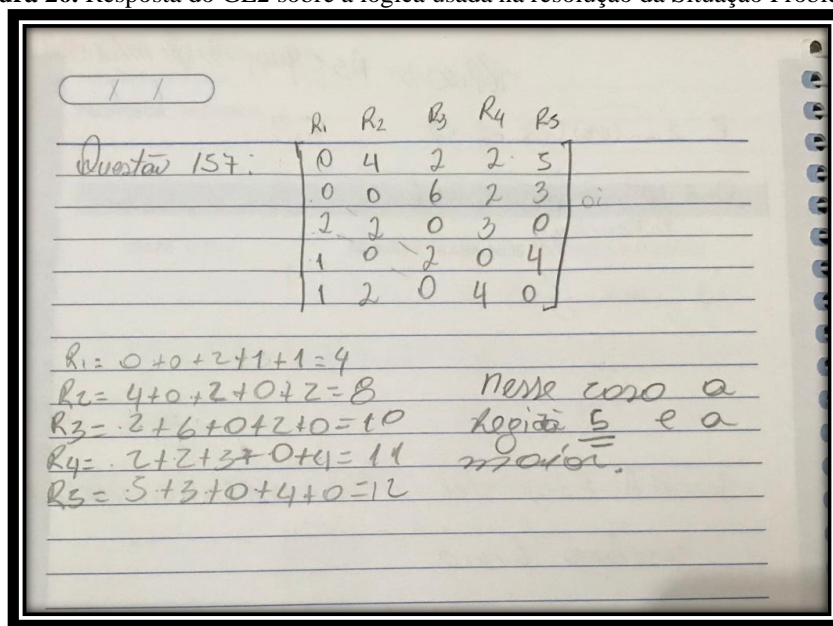 Resposta do GE2 sobre a lógica usada na resolução da Situação
R1 R2 R3 R4 R5
Questão 157:
0 4 2 2 5
0 0 6 2 3
2 2 0 3 0
1 0 2 0 4
1 2 0 4 0
oi
R1 = 0+0+2+1+1=4
R2= 4+0+2+0+2=8
R3= 2+6+0+2+0=10
R4= 2+2+3+0+4=11
R5= 5+3+0+4+0=12
nesse caso a
Região 5 e a
maior.